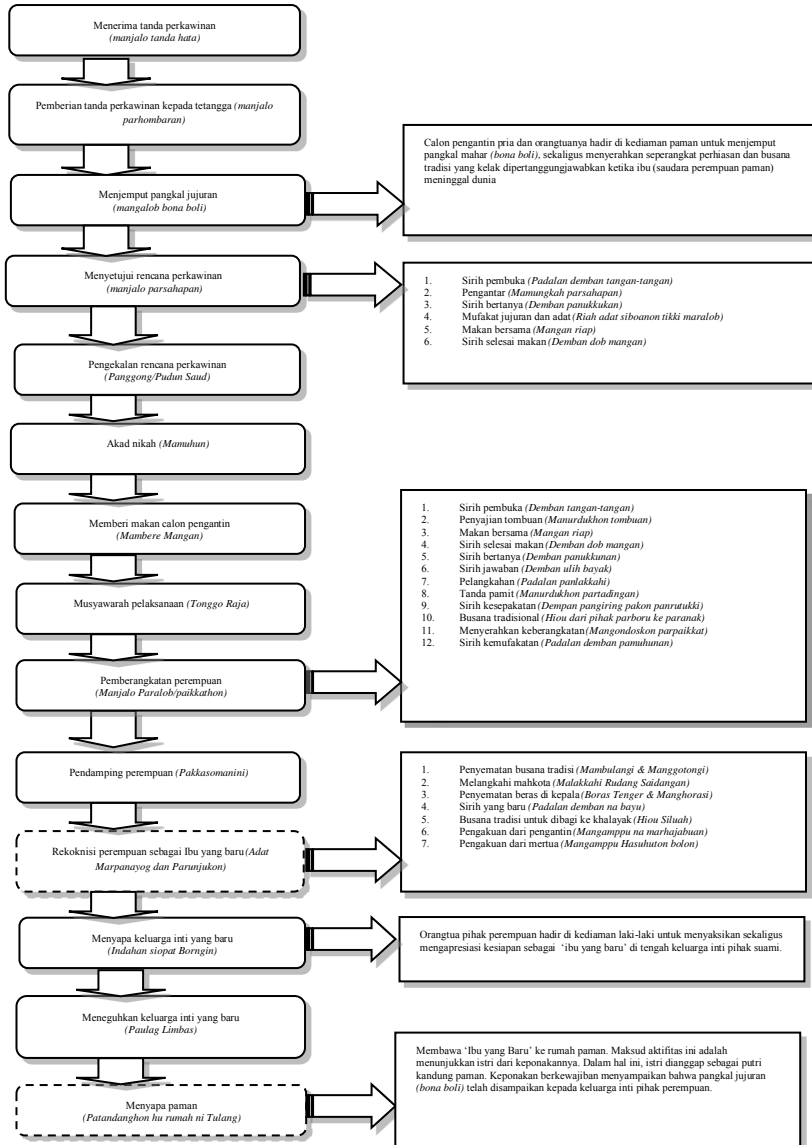 Menerima tanda perkawinan
(manjalo tanda hata)
Pemberian tanda perkawinan kepada tetangga (manjalo
parhombaran)
Menjemput pangkal jujuran
(mangalob bona boli)
Calon pengantin pria dan orangtuanya hadir di kediaman paman untuk menjemput
pangkal mahar (bona boli), sekaligus menyerahkan seperangkat perhiasan dan busana
tradisi yang kelak dipertanggungjawabkan ketika ibu (saudara perempuan paman)
meninggal dunia
Menyetujui rencana perkawinan
(manjalo parsahapan)
1. Sirih pembuka (Padalan demban tangan-tangan)
2. Pengantar (Mamungkah parsahapan)
3. Sirih bertanya (Demban panukkukan)
4. Mufakat jujuran dan adat (Riah adat siboanon tikki maralob)
5. Makan bersama (Mangan riap)
6. Sirih selesai makan (Demban dob mangan)
Pengekalan rencana perkawinan
(Panggong/Pudun Saud)
Akad nikah (Mamuhun)
Memberi makan calon pengantin
(Mambere Mangan)
Musyawarah pelaksanaan (Tonggo Raja)
Pemberangkatan perempuan
(Manjalo Paralob/paikkathon)
1. Sirih pembuka (Demban tangan-tangan)
2. Penyajian tombuan (Manurdukhon tombuan)
3. Makan bersama (Mangan riap)
4. Sirih selesai makan (Demban dob mangan)
5. Sirih bertanya (Demban panukkunan)
6. Sirih jawaban (Demban ulih bayak)
7. Pelangkahan (Padalan panlakkahi)
8. Tanda pamit (Manurdukhon partadingan)
9. Sirih kesepakatan (Dempan pangiring pakon panrutukki)
10. Busana tradisional (Hiou dari pihak parboru ke paranak)
11. Menyerahkan keberangkatan (Mangondoskon parpaikkat)
12. Sirih kemufakatan (Padalan demban pamuhunan)
Pendamping perempuan (Pakkasomanini)
Rekoknisi perempuan sebagai Ibu yang baru (Adat
Marpanayog dan Parunjukon)
1. Penyematan busana tradisi (Mambulangi & Manggotongi)
2. Melangkahi mahkota (Malakkahi Rudang Saidangan)
3. Penyematan beras di kepala (Boras Tenger & Manghorasi)
4. Sirih yang baru (Padalan demban na bayu)
5. Busana tradisi untuk dibagi ke khalayak (Hiou Siluah)
6. Pengakuan dari pengantin (Mangamppu na marhajabuan)
7. Pengakuan dari mertua (Mangamppu Hasuhuton bolon)
Menyapa keluarga inti yang baru
(Indahan siopat Borngin)
Orangtua pihak perempuan hadir di kediaman laki-laki untuk menyaksikan sekaligus
mengapresiasi kesiapan sebagai 'ibu yang baru' di tengah keluarga inti pihak suami.
Meneguhkan keluarga inti yang baru
(Paulag Limbas)
Menyapa paman
(Patandanghon hu rumah ni Tulang)
Membawa 'Ibu yang Baru' ke rumah paman. Maksud aktifitas ini adalah
menunjukkan istri dari keponakannya. Dalam hal ini, istri dianggap sebagai putri
kandung paman. Keponakan berkewajiban menyampaikan bahwa pangkal jujuran
(bona boli) telah disampaikan kepada keluarga inti pihak perempuan.